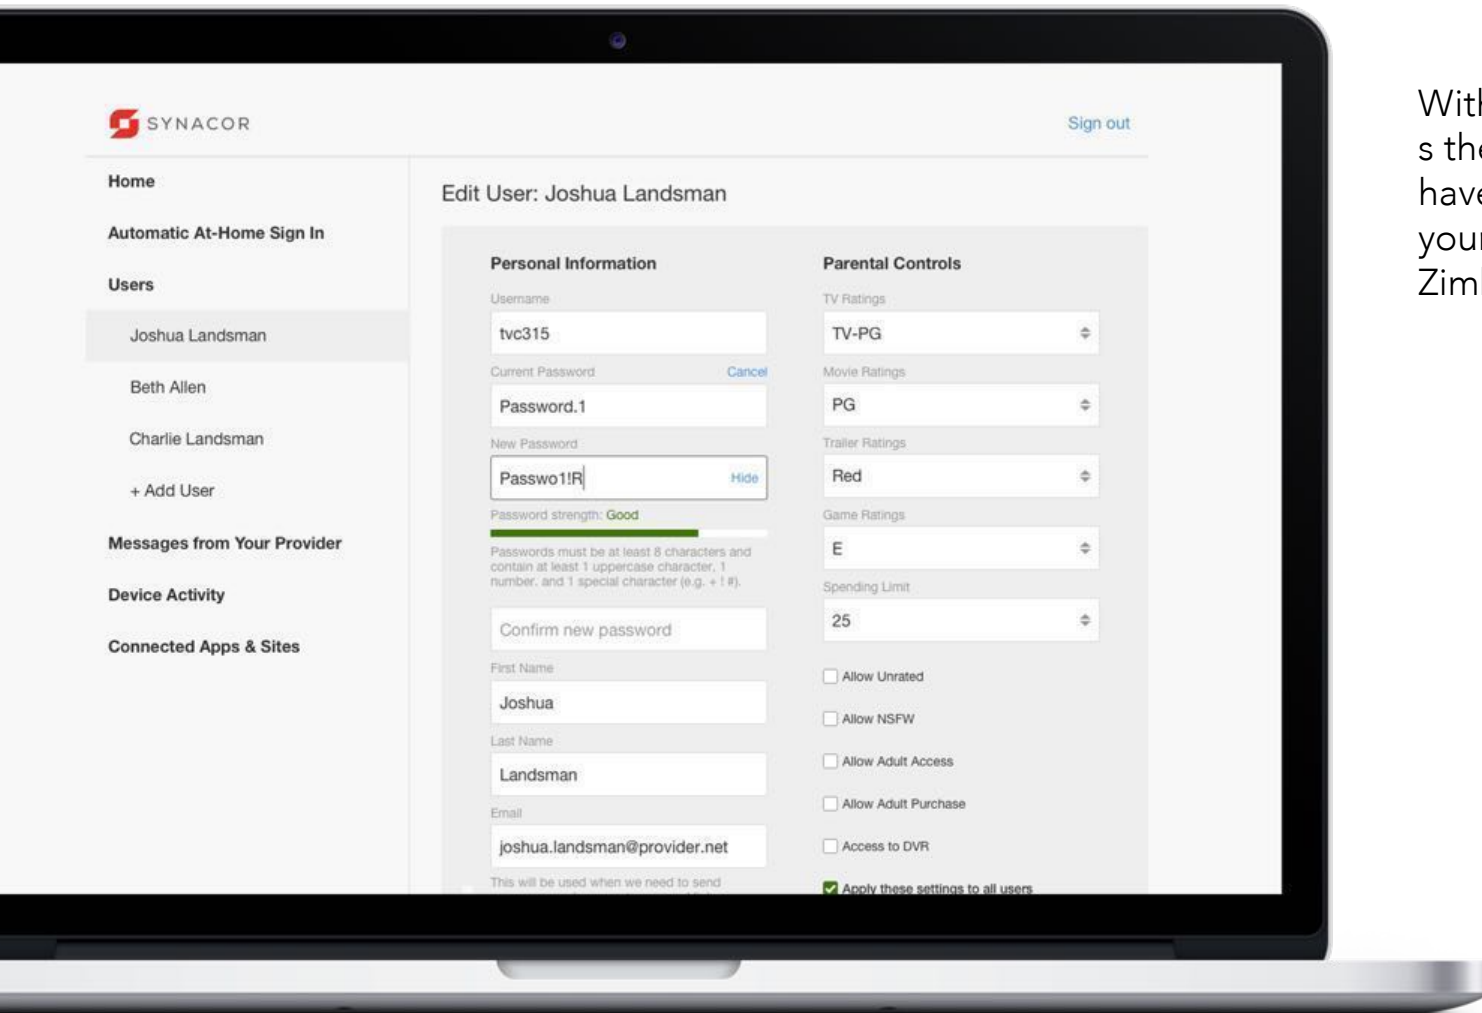 SYNACOR
Sign out
Home
Automatic At-Home Sign In
Users
Joshua Landsman
Beth Allen
Charlie Landsman
+ Add User
Messages from Your Provider
Device Activity
Connected Apps & Sites
Edit User: Joshua Landsman
Personal Information
Username
tvc315
Current Password
Cancel
Password.1
New Password
Passwo1!R
Hide
Password strength: Good
Passwords must be at least 8 characters and
contain at least 1 uppercase character, 1
number, and 1 special character (e.g. + ! #).
Confirm new password
First Name
Joshua
Last Name
Landsman
Email
joshua.landsman@provider.net
This will be used when we need to send
Parental Controls
TV Ratings
TV-PG
Movie Ratings
PG
Trailer Ratings
Red
Game Ratings
E
Spending Limit
25
Allow Unrated
Allow NSFW
Allow Adult Access
Allow Adult Purchase
Access to DVR
Apply these settings to all users
With
s the
have
your
Zim